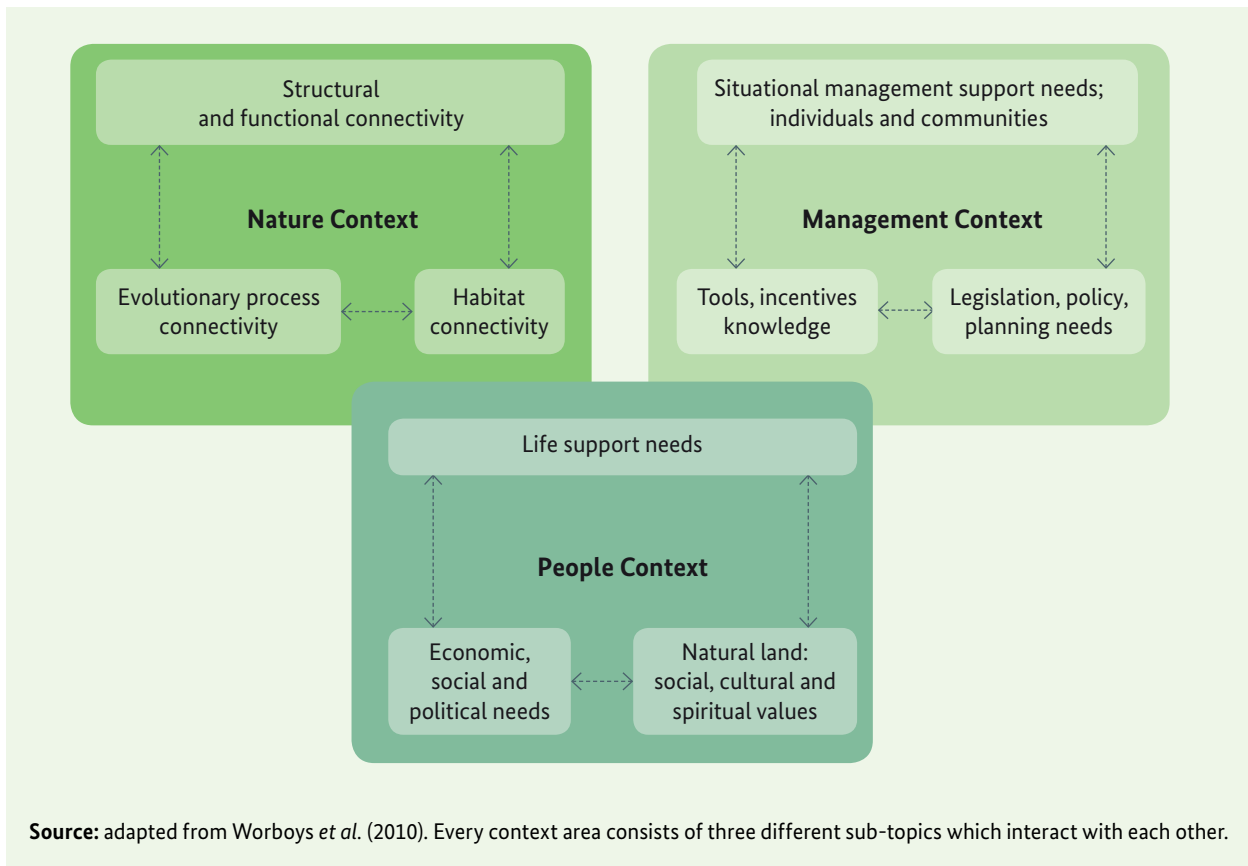 Structural
and functional connectivity
Nature Context
Evolutionary process
connectivity
Habitat
connectivity
Situational management support needs;
individuals and communities
Management Context
Tools, incentives
knowledge
Legislation, policy,
planning needs
Life support needs
People Context
Economic,
social and
political needs
Natural land:
social, cultural and
spiritual values
Source: adapted from Worboys et al. (2010). Every context area consists of three different sub-topics which interact with each other.